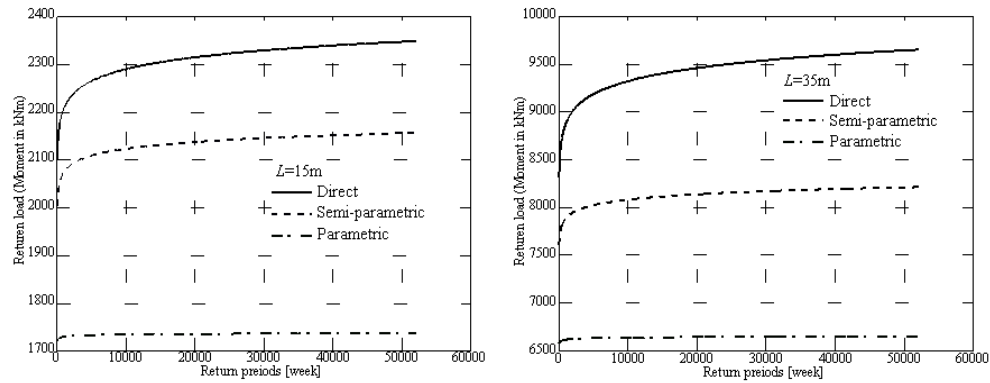 2400
2300
2200
2100
2000
1900
1800
1700
0
10000
20000
30000
40000
50000
60000
Returen load (Moment in kNm)
Return preiods [week]
L=15m
Direct
Semi-parametric
Parametric
10000
9500
9000
8500
8000
7500
7000
6500
0
10000
20000
30000
40000
50000
60000
Returen load (Moment in kNm)
Return preiods [week]
L=35m
Direct
Semi-parametric
Parametric